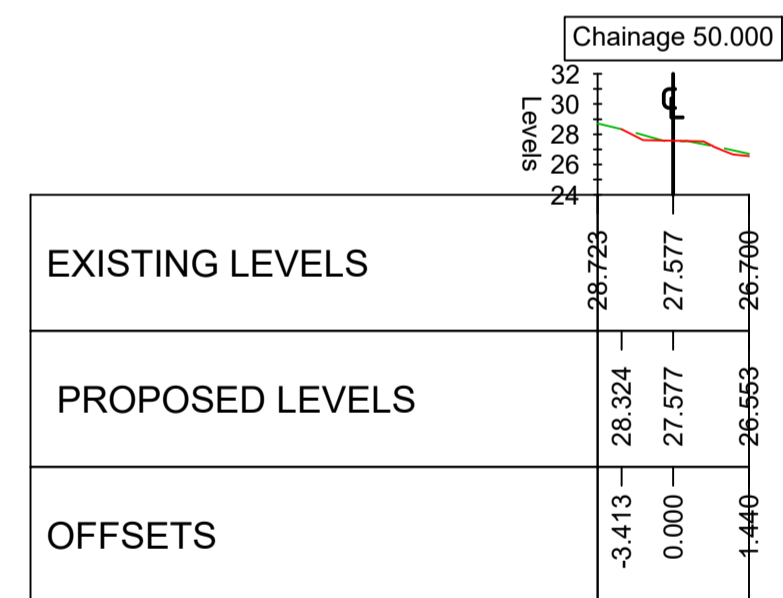 Chainage 50.000
32
30
28
26
24
Levels
CL
EXISTING LEVELS
28.723
27.577
26.700
PROPOSED LEVELS
28.324
27.577
26.553
OFFSETS
-3.413
0.000
1.440